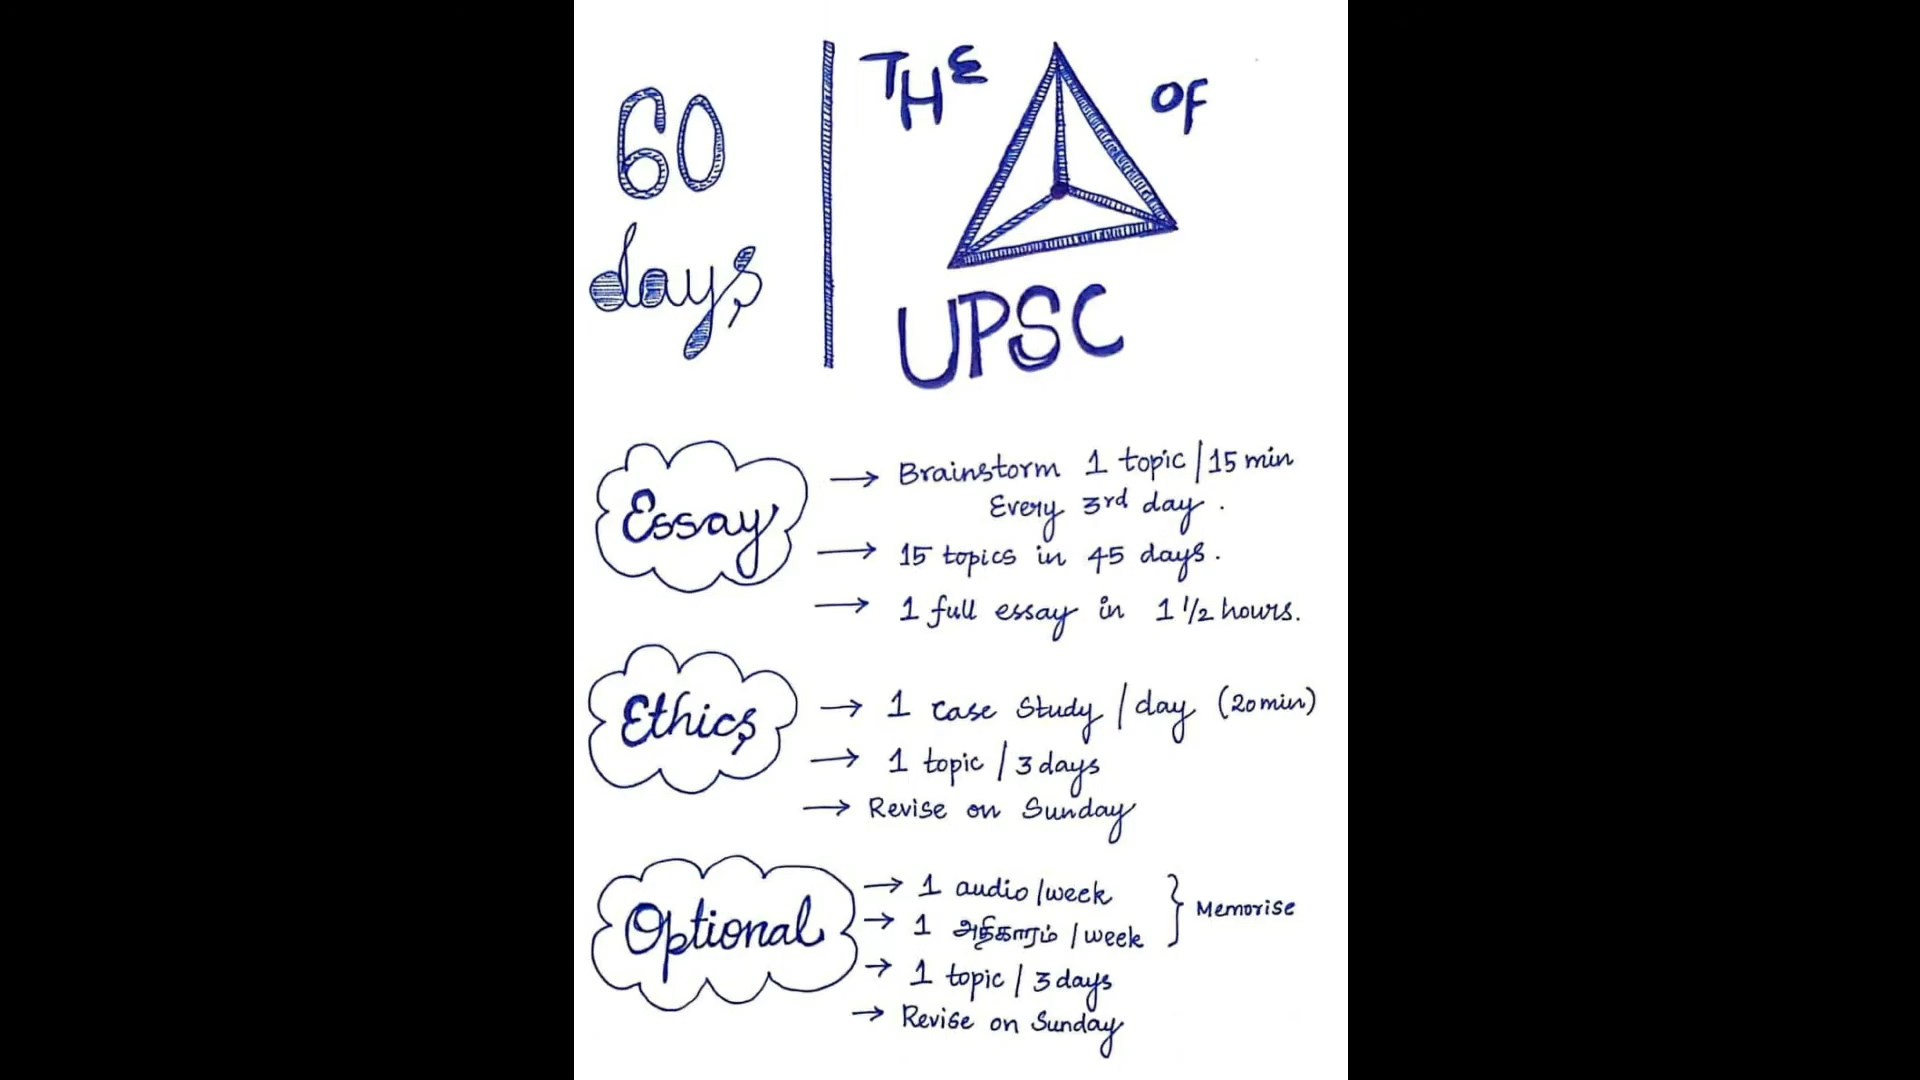 60
days
THE
OF
UPSC
Essay
→ Brainstorm 1 topic / 15 min
Every 3rd day.
→ 15 topics in 45 days.
→ 1 full essay in 1 1/2 hours.
Ethics
→ 1 case study / day (20 min)
→ 1 topic / 3 days
→ Revise on Sunday
Optional
→ 1 audio / week
→ 1 அதிகாரம் / week
} Memorise
→ 1 topic / 3 days
→ Revise on Sunday